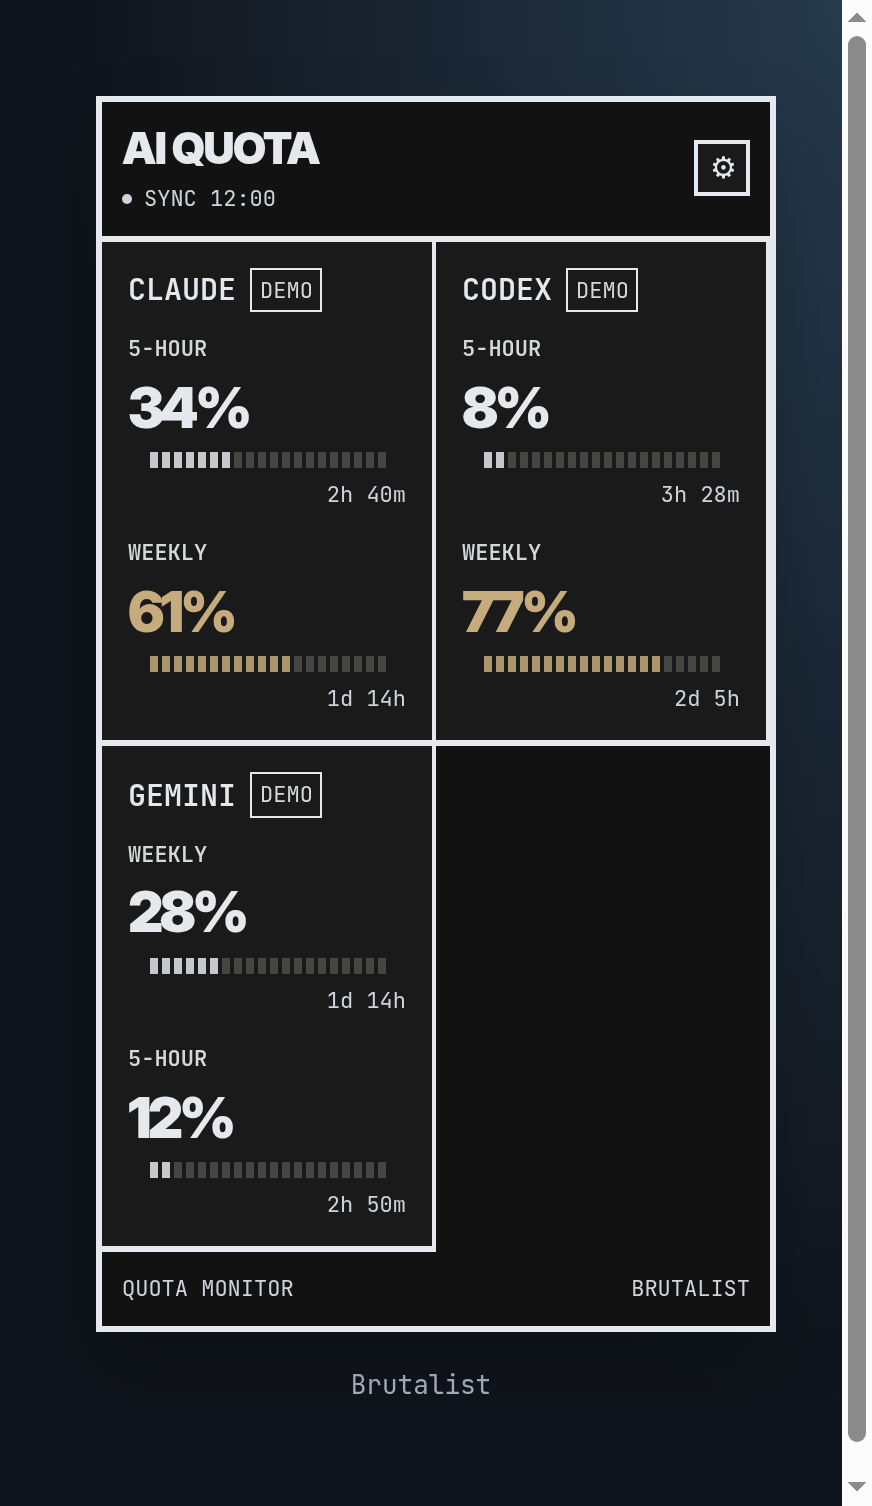 AI QUOTA
SYNC 12:00
CLAUDE DEMO
5-HOUR
34%
2h 40m
WEEKLY
61%
1d 14h
CODEX DEMO
5-HOUR
8%
3h 28m
WEEKLY
77%
2d 5h
GEMINI DEMO
WEEKLY
28%
1d 14h
5-HOUR
12%
2h 50m
QUOTA MONITOR
BRUTALIST
Brutalist